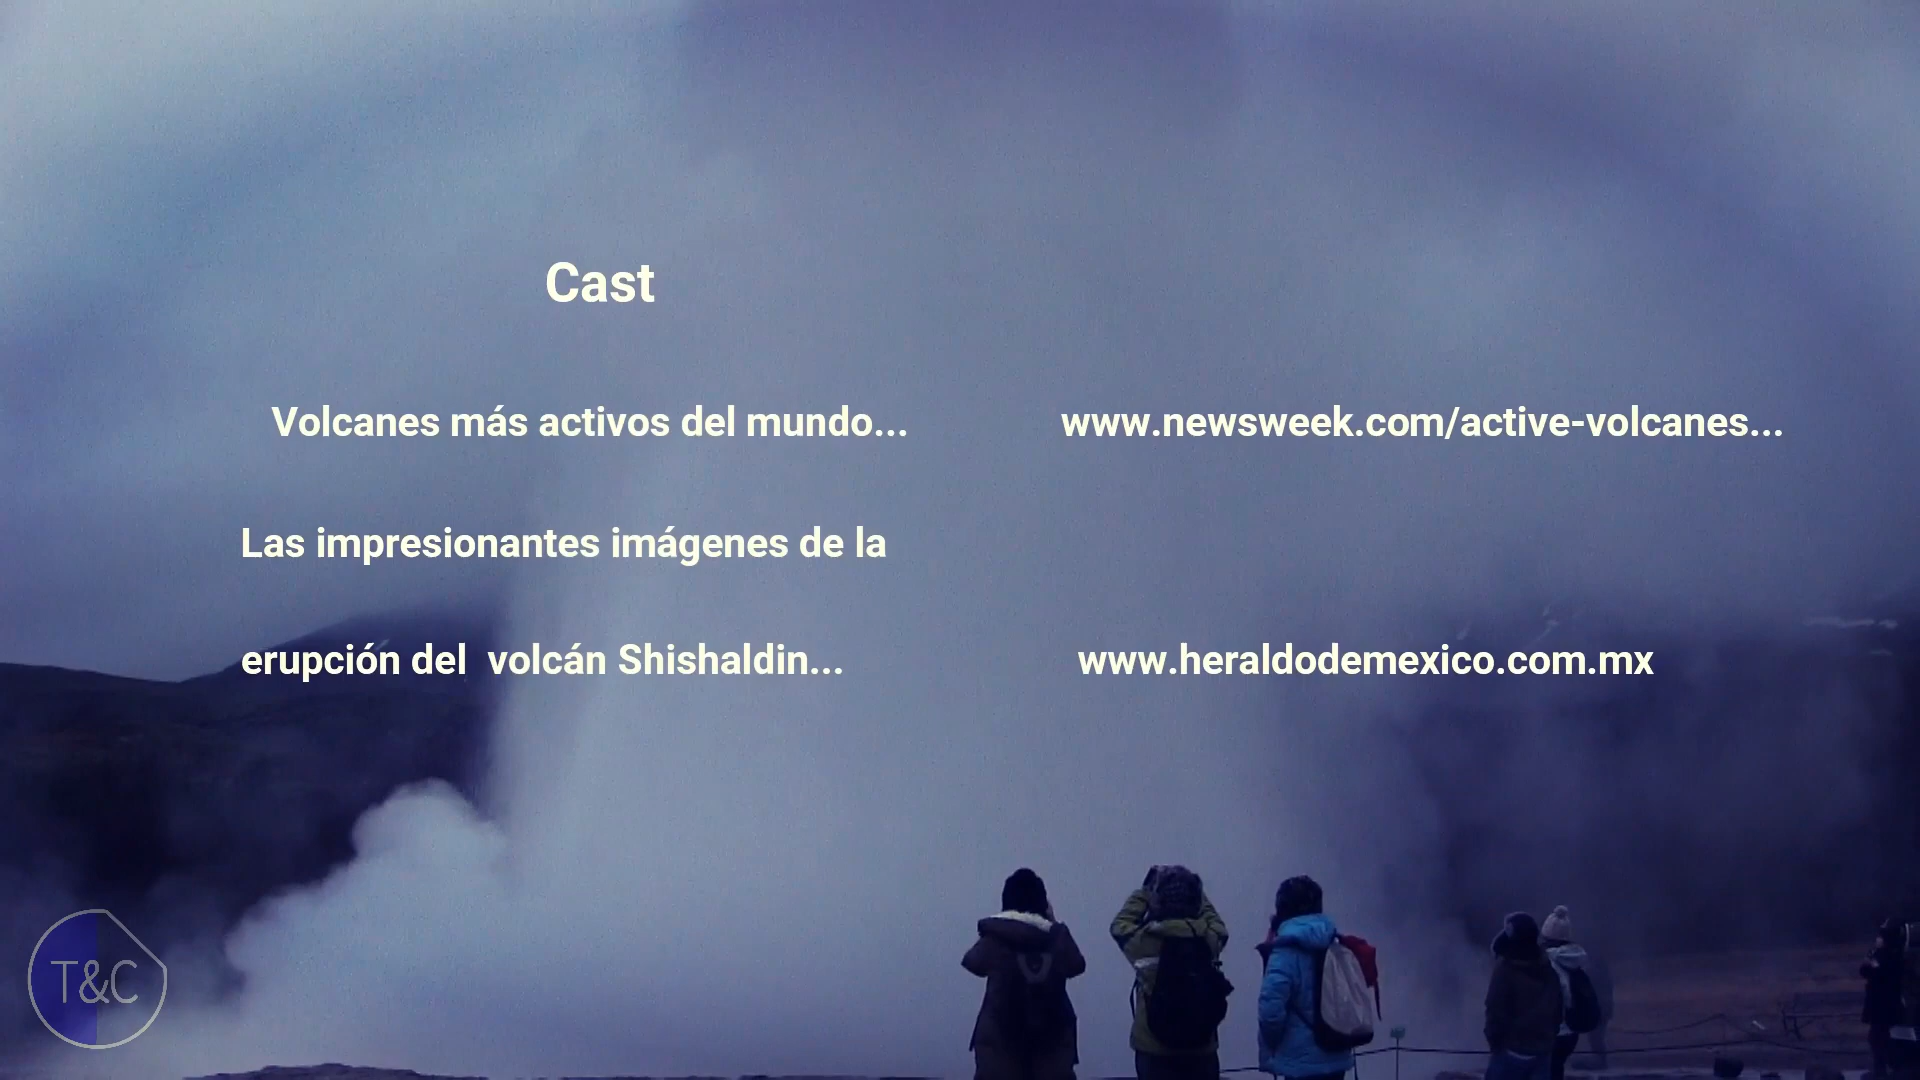 Cast
Volcanes más activos del mundo... www.newsweek.com/active-volcanes...
Las impresionantes imágenes de la
erupción del  volcán Shishaldin... www.heraldodemexico.com.mx
T&C